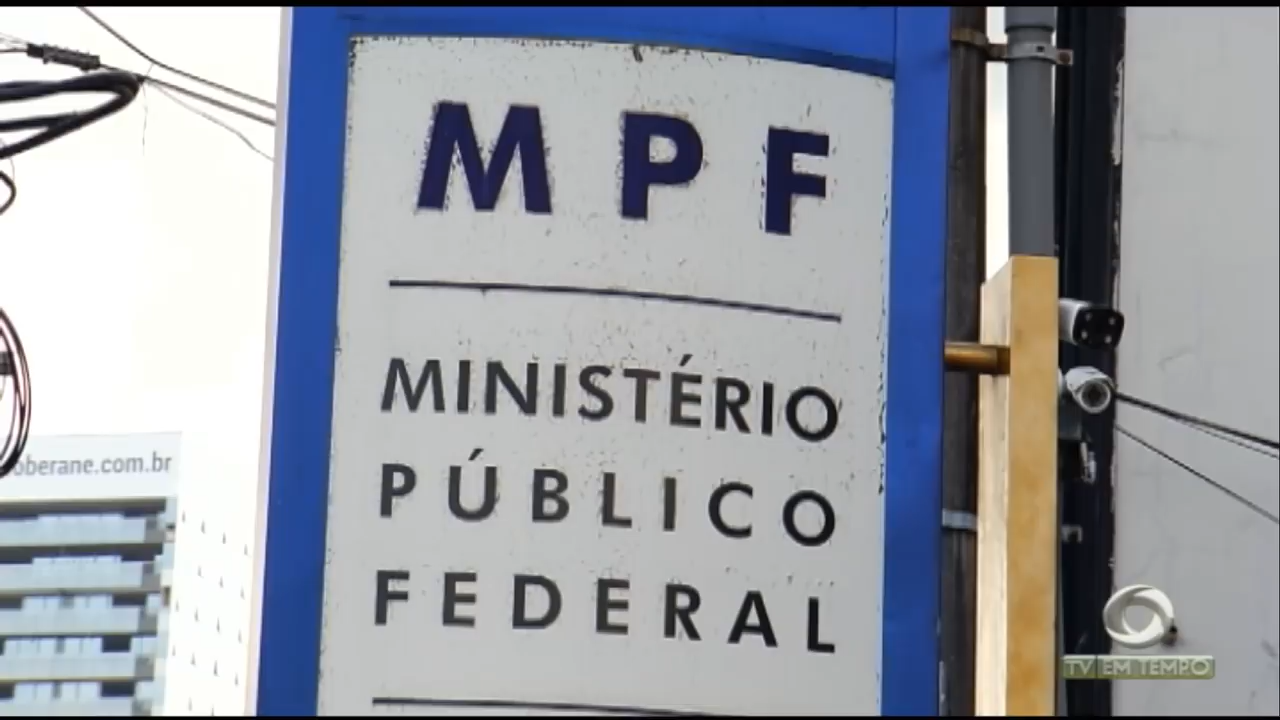 MPF
MINISTÉRIO
PÚBLICO
FEDERAL
oberane.com.br
TV EM TEMPO